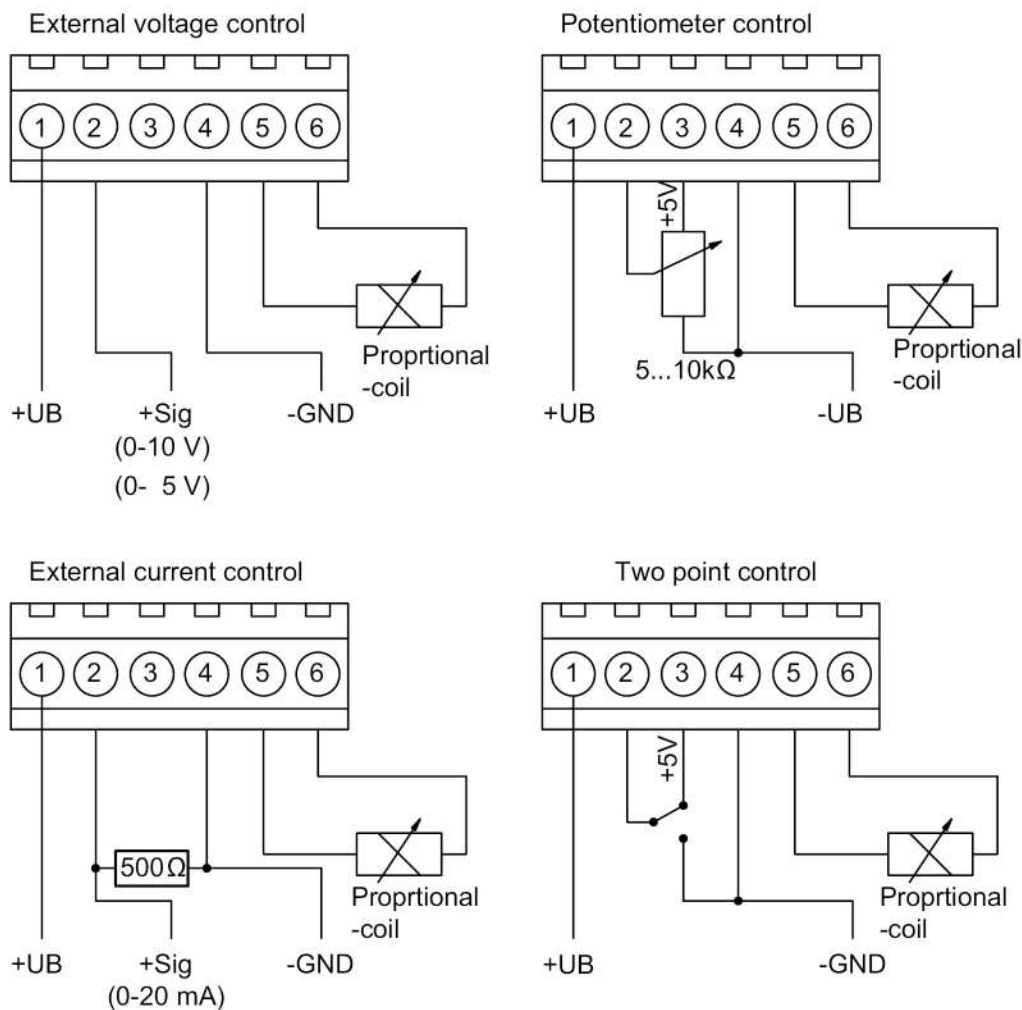 External voltage control
1 2 3 4 5 6
Proprtional
-coil
+UB +Sig -GND
(0-10 V)
(0- 5 V)
Potentiometer control
1 2 3 4 5 6
+5V
5...10kΩ
Proprtional
-coil
+UB -UB
External current control
1 2 3 4 5 6
500Ω
Proprtional
-coil
+UB +Sig -GND
(0-20 mA)
Two point control
1 2 3 4 5 6
+5V
Proprtional
-coil
+UB -GND